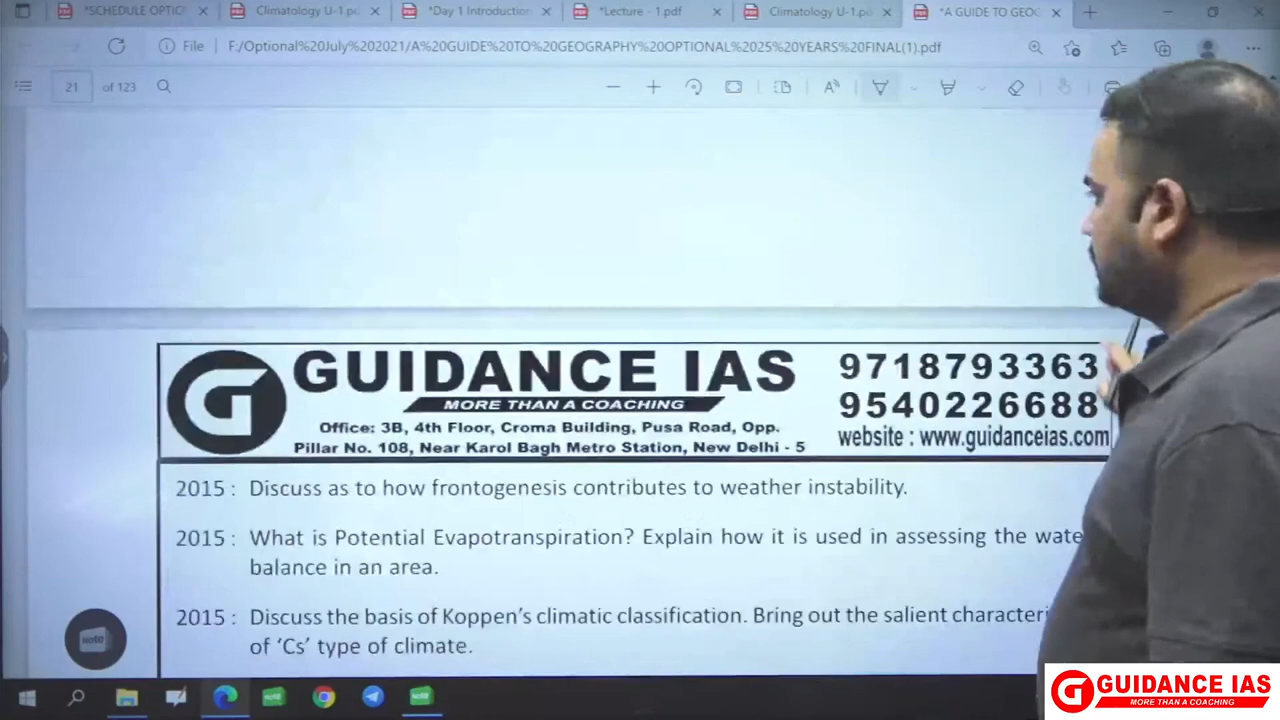 *SCHEDULE OPTIO
Climatology U-1.pd
*Day 1 Introduction
*Lecture - 1.pdf
Climatology U-1.pd
*A GUIDE TO GEOG
File
F:/Optional%20July%202021/A%20GUIDE%20TO%20GEOGRAPHY%20OPTIONAL%2025%20YEARS%20FINAL(1).pdf
21 of 123
GUIDANCE IAS
MORE THAN A COACHING
Office: 3B, 4th Floor, Croma Building, Pusa Road, Opp.
Pillar No. 108, Near Karol Bagh Metro Station, New Delhi - 5
9718793363
9540226688
website : www.guidanceias.com
2015 : Discuss as to how frontogenesis contributes to weather instability.
2015 : What is Potential Evapotranspiration? Explain how it is used in assessing the wate
balance in an area.
2015 : Discuss the basis of Koppen's climatic classification. Bring out the salient characteri
of 'Cs' type of climate.
Note
GUIDANCE IAS
MORE THAN A COACHING